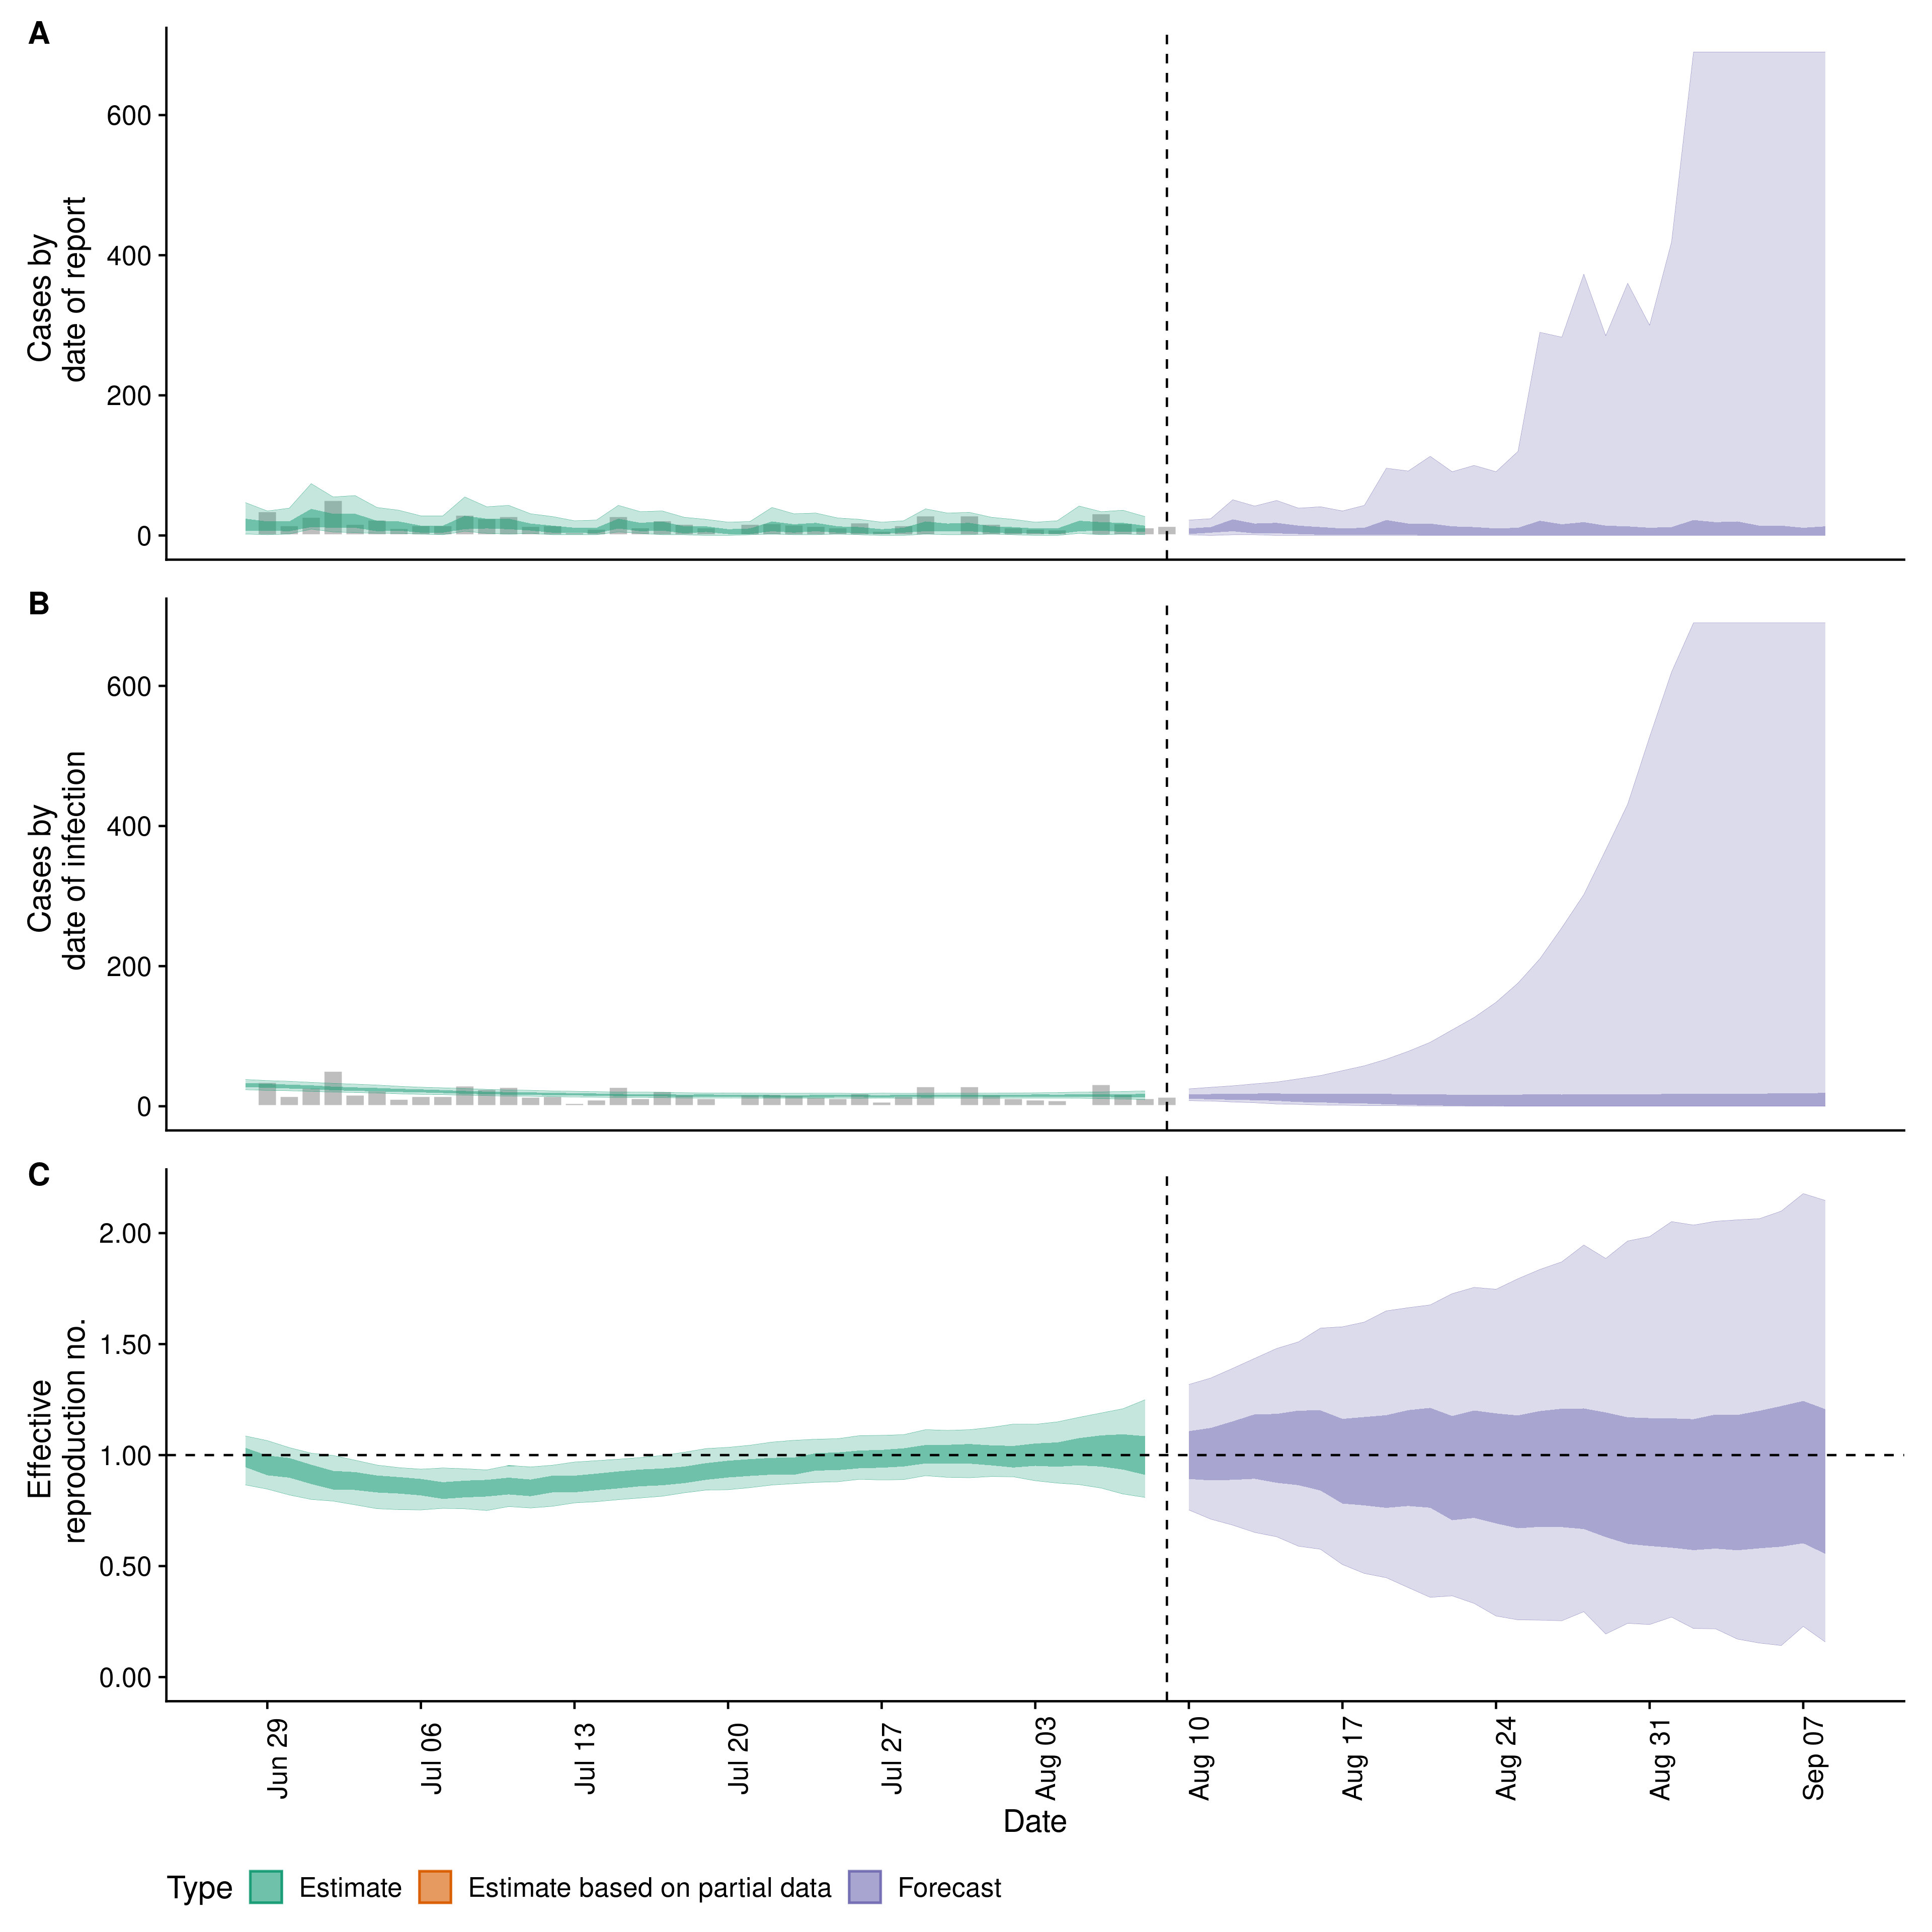 A
Cases by
date of report
600
400
200
0
B
Cases by
date of infection
600
400
200
0
C
Effective
reproduction no.
2.00
1.50
1.00
0.50
0.00
Jun 29
Jul 06
Jul 13
Jul 20
Jul 27
Aug 03
Aug 10
Aug 17
Aug 24
Aug 31
Sep 07
Date
Type Estimate Estimate based on partial data Forecast